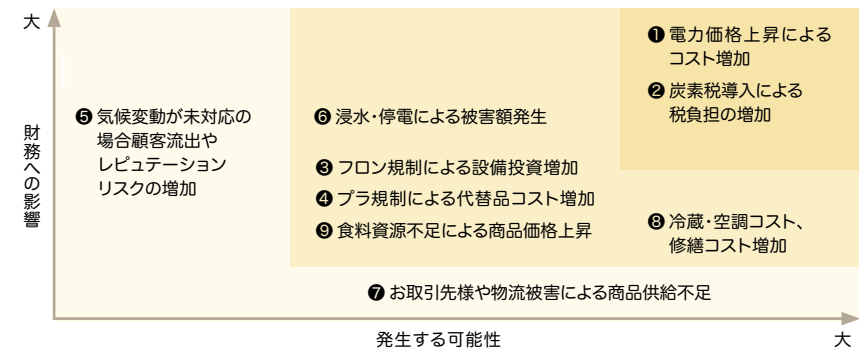 大
財務への影響
❶ 電力価格上昇による
コスト増加
❷ 炭素税導入による
税負担の増加
❺ 気候変動が未対応の
場合顧客流出や
レピュテーション
リスクの増加
❻ 浸水・停電による被害額発生
❸ フロン規制による設備投資増加
❹ プラ規制による代替品コスト増加
❾ 食料資源不足による商品価格上昇
❽ 冷蔵・空調コスト、
修繕コスト増加
❼ お取引先様や物流被害による商品供給不足
発生する可能性
大